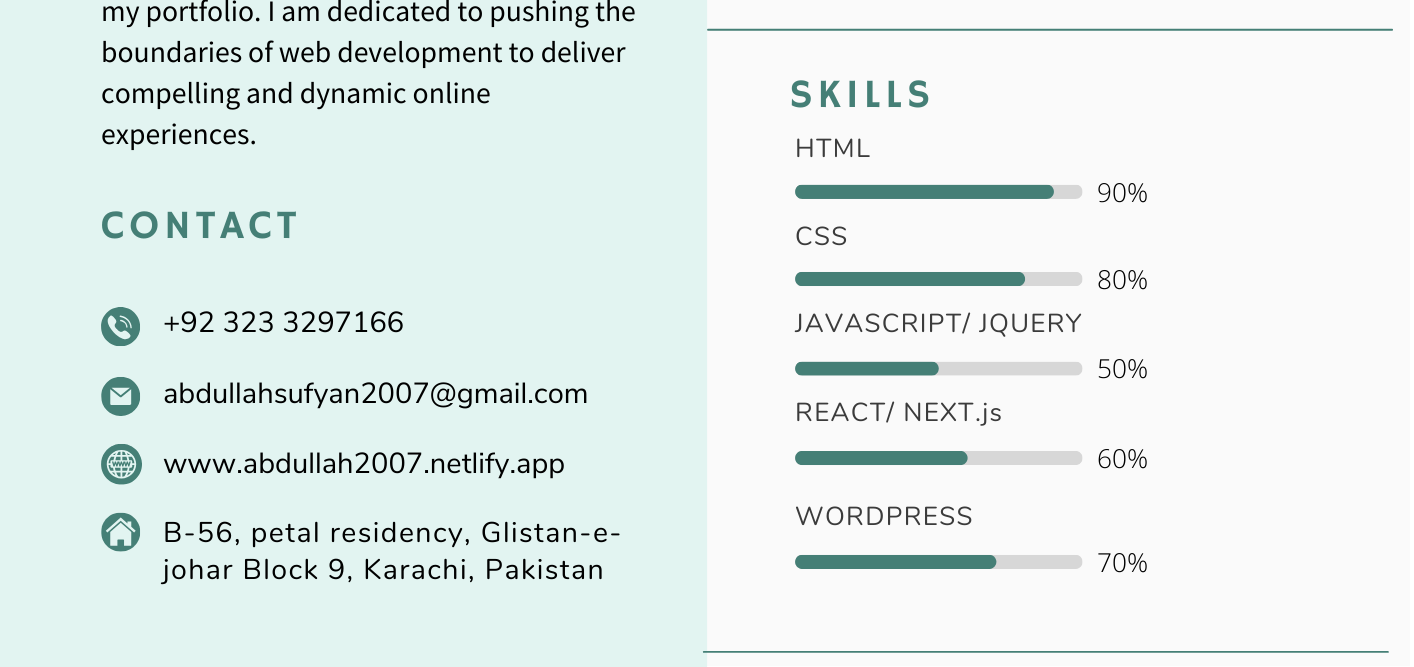 my portfolio. I am dedicated to pushing the
boundaries of web development to deliver
compelling and dynamic online
experiences.
CONTACT
+92 323 3297166
abdullahsufyan2007@gmail.com
www.abdullah2007.netlify.app
B-56, petal residency, Glistan-e-
johar Block 9, Karachi, Pakistan
SKILLS
HTML
90%
CSS
80%
JAVASCRIPT/ JQUERY
50%
REACT/ NEXT.js
60%
WORDPRESS
70%